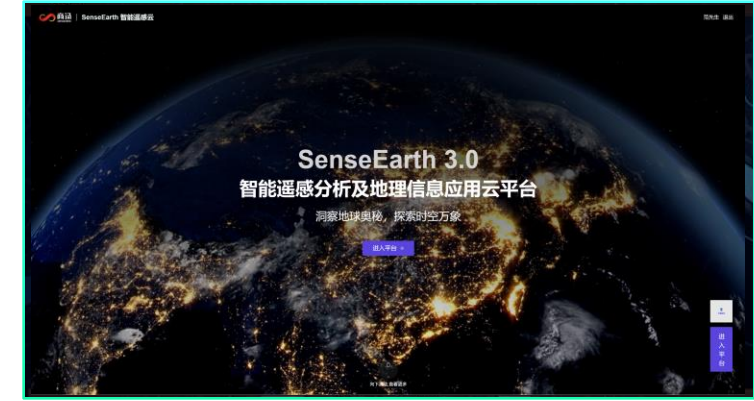 商汤 | SenseEarth 智能遥感云
退出
SenseEarth 3.0
智能遥感分析及地理信息应用云平台
洞察地球奥秘，探索时空万象
进入平台
进入平台